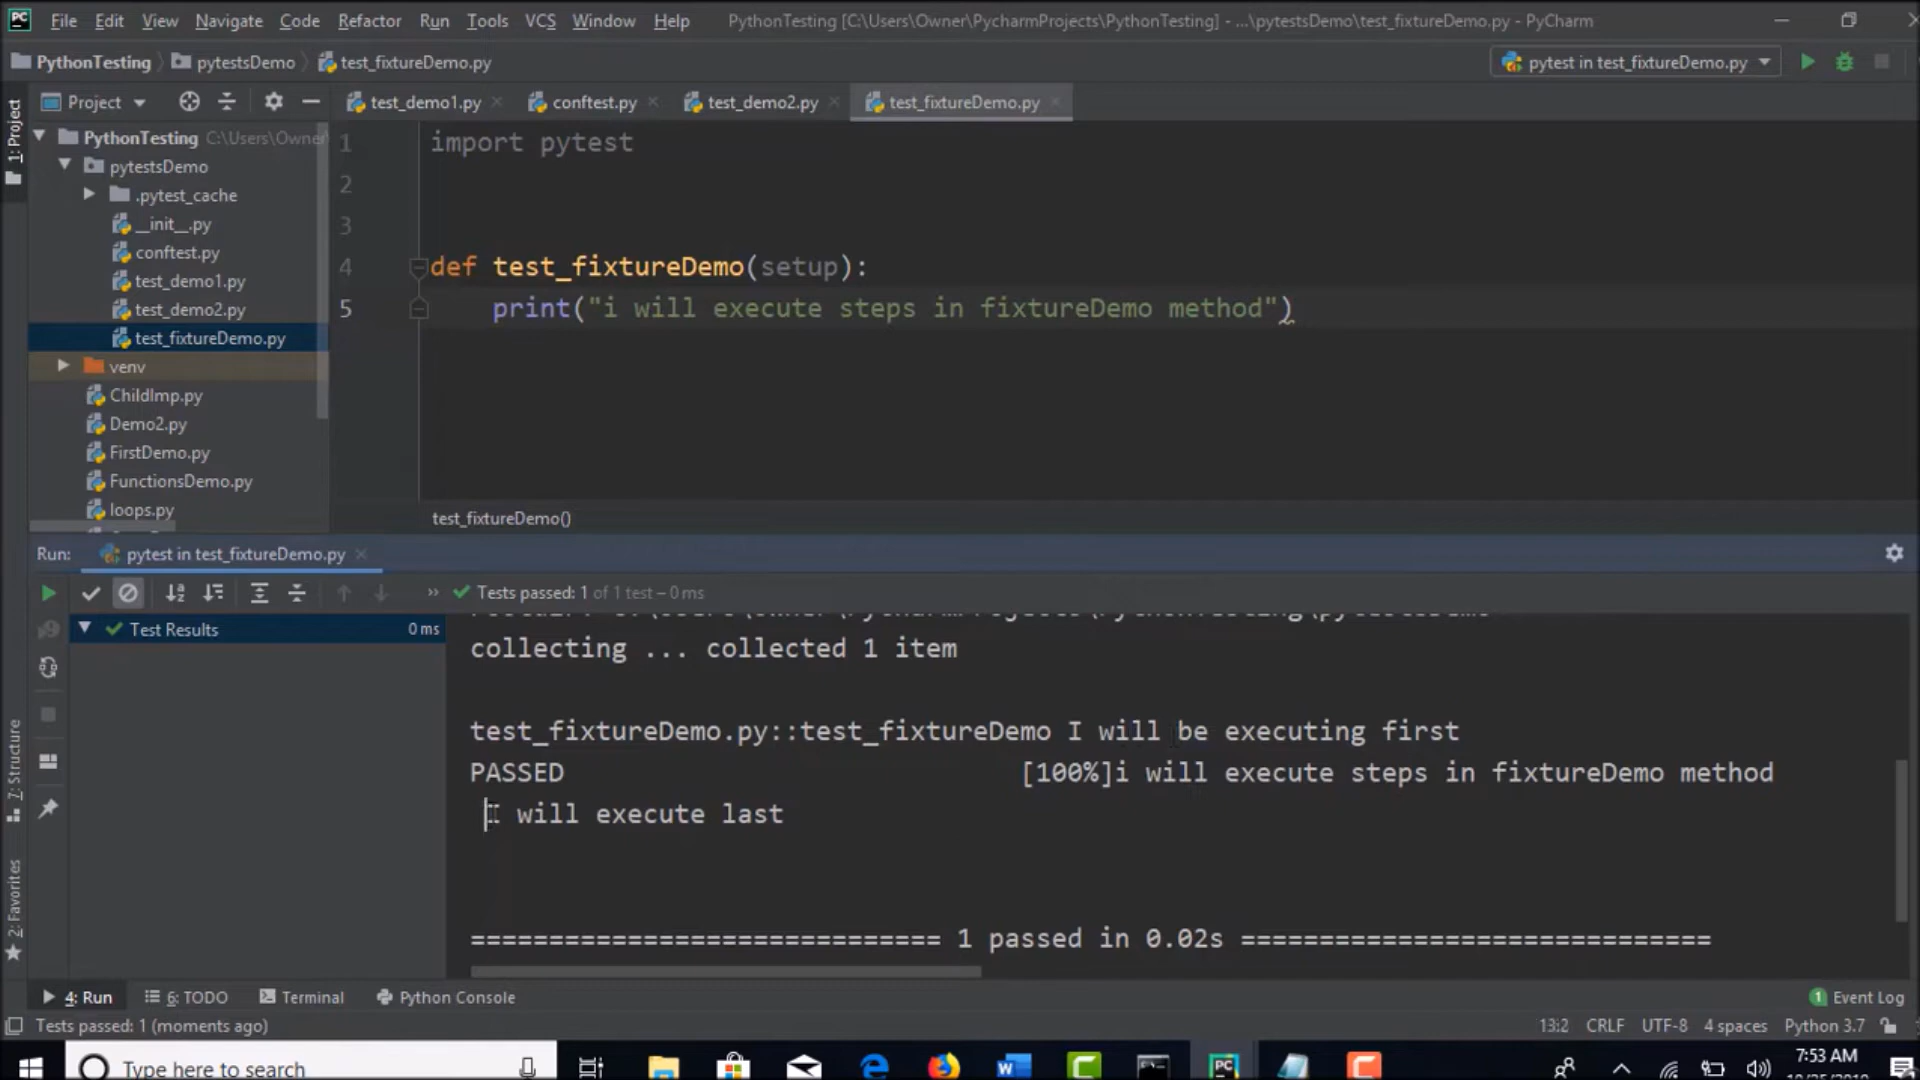 PC File Edit View Navigate Code Refactor Run Tools VCS Window Help PythonTesting [C:\Users\Owner\PycharmProjects\PythonTesting] - ...\pytestsDemo\test_fixtureDemo.py - PyCharm
PythonTesting pytestsDemo test_fixtureDemo.py pytest in test_fixtureDemo.py
Project test_demo1.py conftest.py test_demo2.py test_fixtureDemo.py
1: Project
PythonTesting C:\Users\Owner
pytestsDemo
.pytest_cache
__init__.py
conftest.py
test_demo1.py
test_demo2.py
test_fixtureDemo.py
venv
ChildImp.py
Demo2.py
FirstDemo.py
FunctionsDemo.py
loops.py
1 import pytest
2
3
4 def test_fixtureDemo(setup):
5 print("i will execute steps in fixtureDemo method")
test_fixtureDemo()
Run: pytest in test_fixtureDemo.py
Tests passed: 1 of 1 test – 0 ms
Test Results 0 ms
collecting ... collected 1 item
test_fixtureDemo.py::test_fixtureDemo I will be executing first
PASSED [100%]i will execute steps in fixtureDemo method
will execute last
============================== 1 passed in 0.02s ==============================
7: Structure
2: Favorites
4: Run 6: TODO Terminal Python Console 1 Event Log
Tests passed: 1 (moments ago) 13:2 CRLF UTF-8 4 spaces Python 3.7
Type here to search
7:53 AM